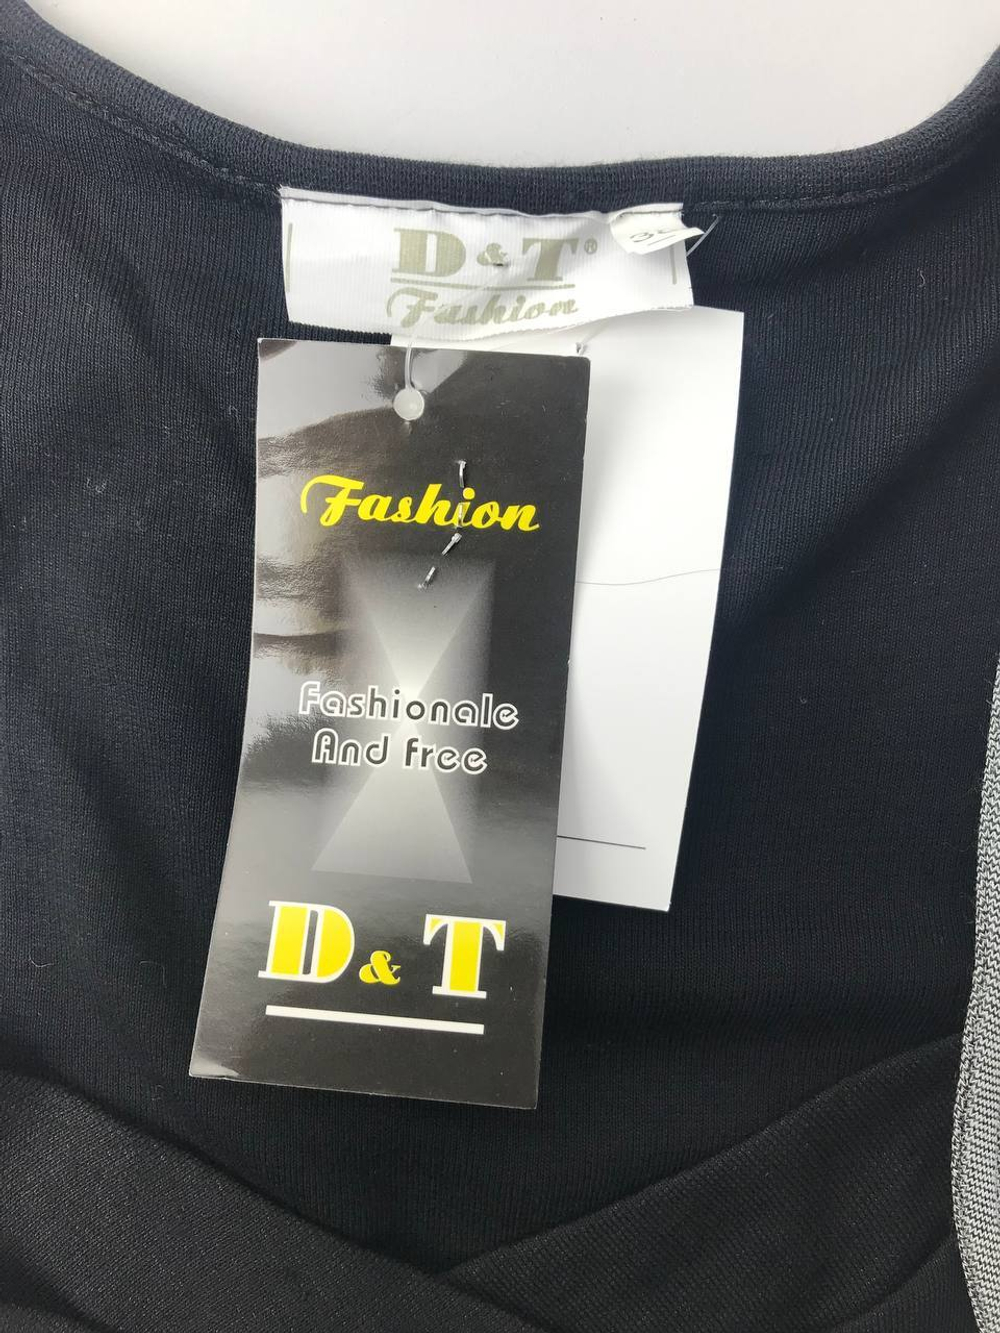 D & T®
Fashion
Fashion
Fashionale
And free
D & T